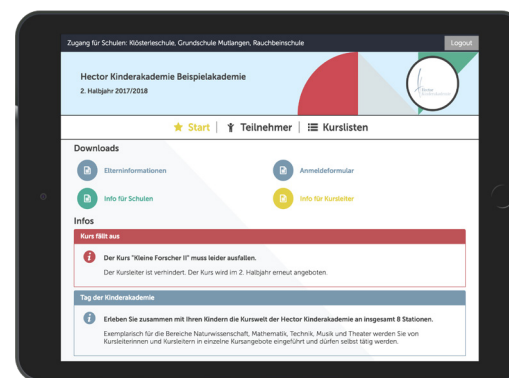 Zugang für Schulen: Klösterleschule, Grundschule Mutlangen, Rauchbeinschule
Logout
Hector Kinderakademie Beispielakademie
2. Halbjahr 2017/2018
Start | Teilnehmer | Kurslisten
Downloads
Elterninformationen
Anmeldeformular
Info für Schulen
Info für Kursleiter
Infos
Kurs fällt aus
Der Kurs "Kleine Forscher II" muss leider ausfallen.
Der Kursleiter ist verhindert. Der Kurs wird im 2. Halbjahr erneut angeboten.
Tag der Kinderakademie
Erleben Sie zusammen mit Ihren Kindern die Kurswelt der Hector Kinderakademie an insgesamt 8 Stationen.
Exemplarisch für die Bereiche Naturwissenschaft, Mathematik, Technik, Musik und Theater werden Sie von
Kursleiterinnen und Kursleitern in einzelne Kursangebote eingeführt und dürfen selbst tätig werden.